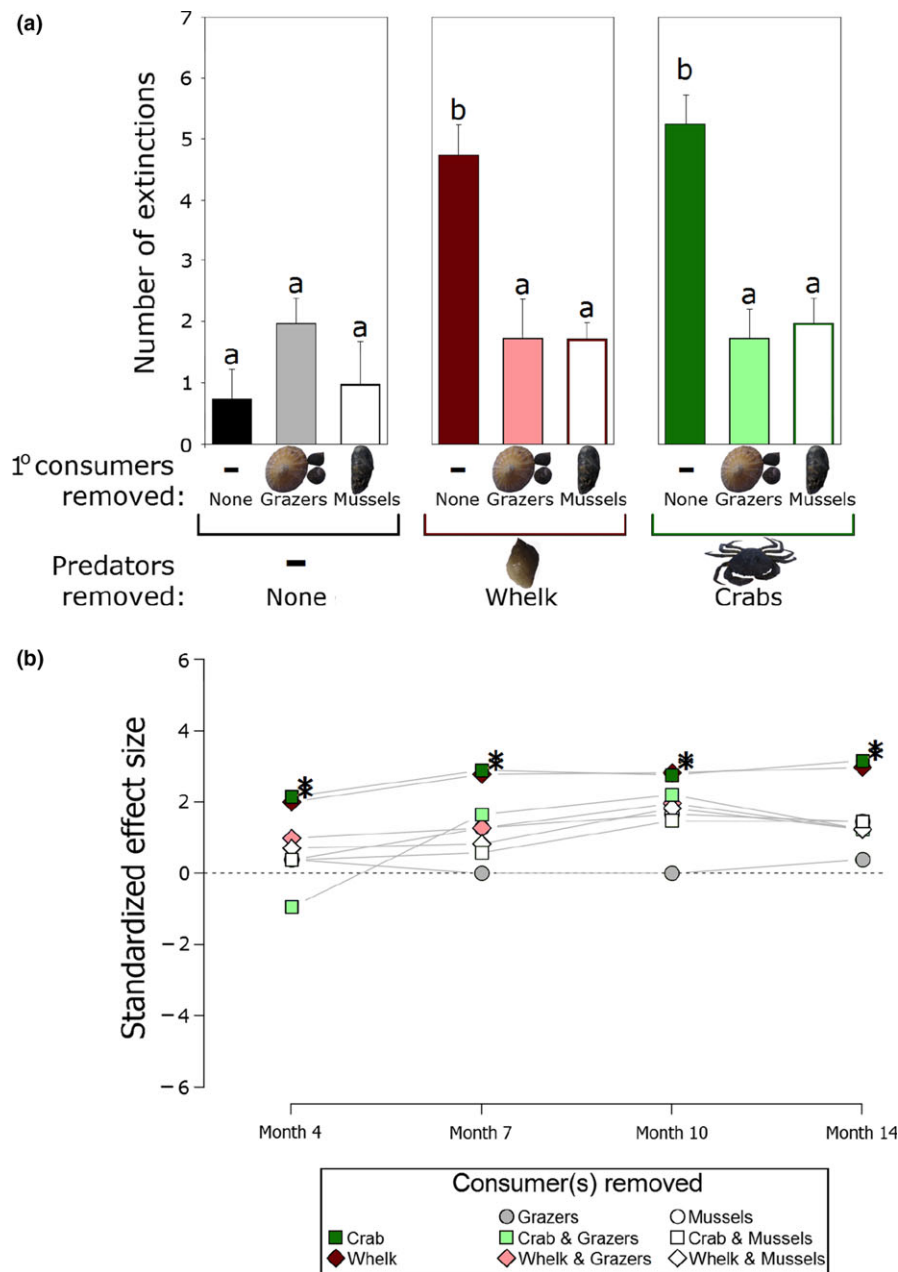 (a)
Number of extinctions
7
6
5
4
3
2
1
0
a
a
a
b
a
a
b
a
a
1º consumers removed:
None Grazers Mussels
None Grazers Mussels
None Grazers Mussels
Predators removed:
None
Whelk
Crabs
(b)
Standardized effect size
6
4
2
0
−2
−4
−6
* *
* *
* *
* *
Month 4
Month 7
Month 10
Month 14
Consumer(s) removed
Grazers
Mussels
Crab
Crab & Grazers
Crab & Mussels
Whelk
Whelk & Grazers
Whelk & Mussels